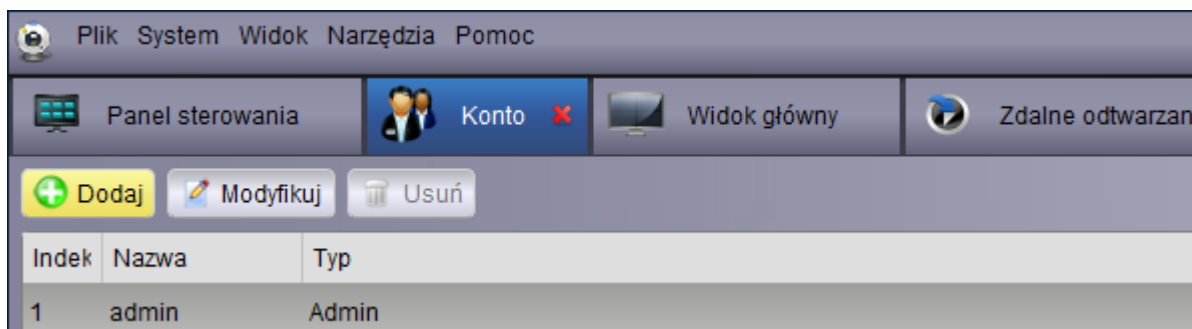 Plik System Widok Narzędzia Pomoc
Panel sterowania Konto Widok główny Zdalne odtwarzan
Dodaj Modyfikuj Usuń
Indek Nazwa Typ
1 admin Admin